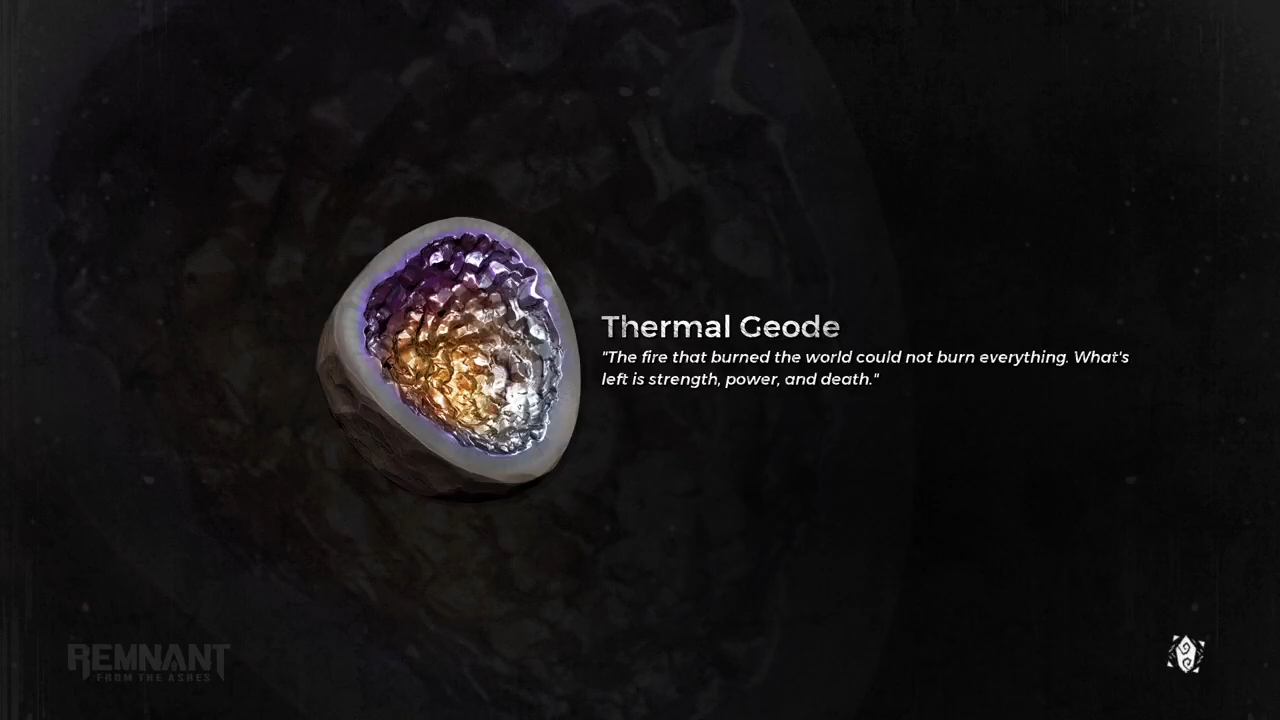 Thermal Geode
"The fire that burned the world could not burn everything. What's
left is strength, power, and death."
REMNANT
FROM THE ASHES